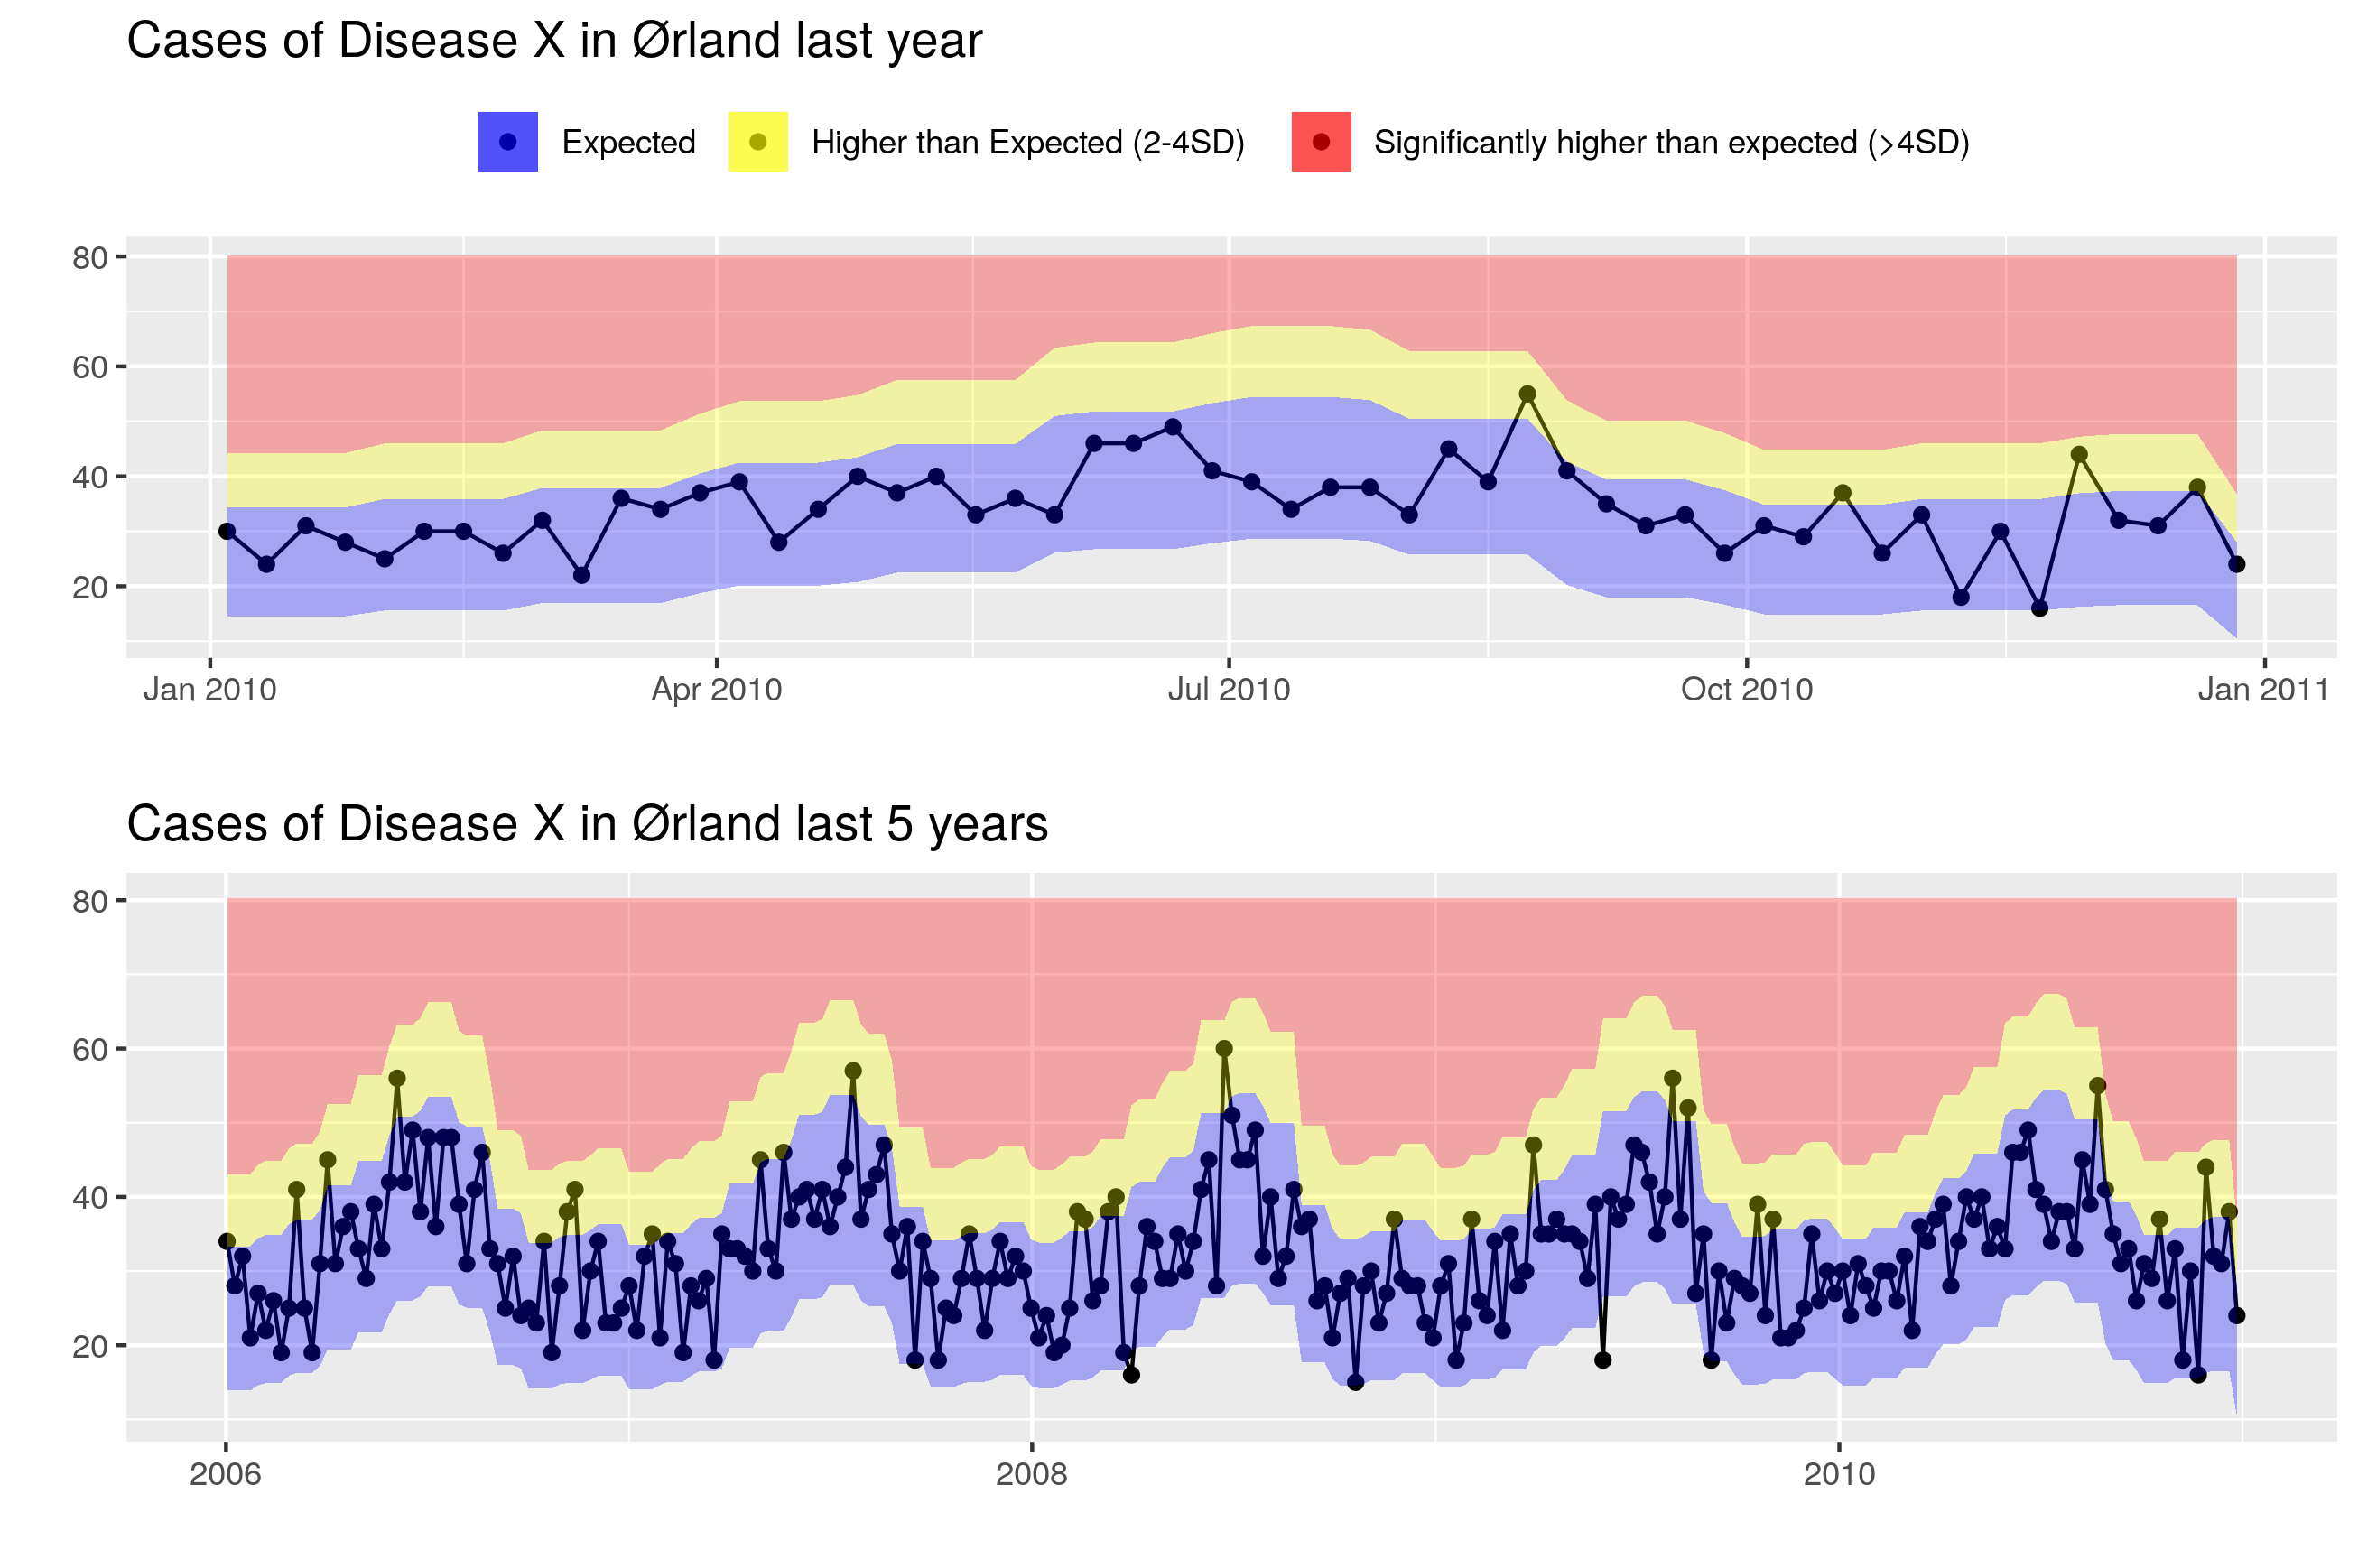 Cases of Disease X in Ørland last year
Expected Higher than Expected (2-4SD) Significantly higher than expected (>4SD)
80
60
40
20
Jan 2010 Apr 2010 Jul 2010 Oct 2010 Jan 2011
Cases of Disease X in Ørland last 5 years
80
60
40
20
2006 2008 2010